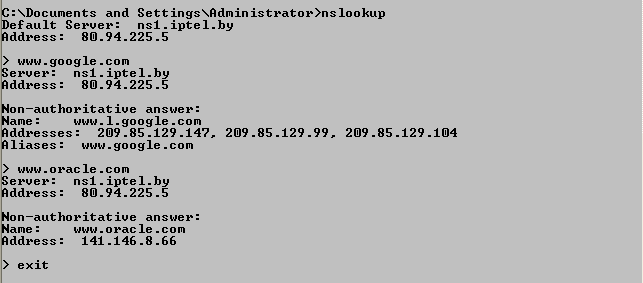 C:\Documents and Settings\Administrator>nslookup
Default Server:  ns1.iptel.by
Address:  80.94.225.5
> www.google.com
Server:  ns1.iptel.by
Address:  80.94.225.5
Non-authoritative answer:
Name:    www.l.google.com
Addresses:  209.85.129.147, 209.85.129.99, 209.85.129.104
Aliases:  www.google.com
> www.oracle.com
Server:  ns1.iptel.by
Address:  80.94.225.5
Non-authoritative answer:
Name:    www.oracle.com
Address:  141.146.8.66
> exit